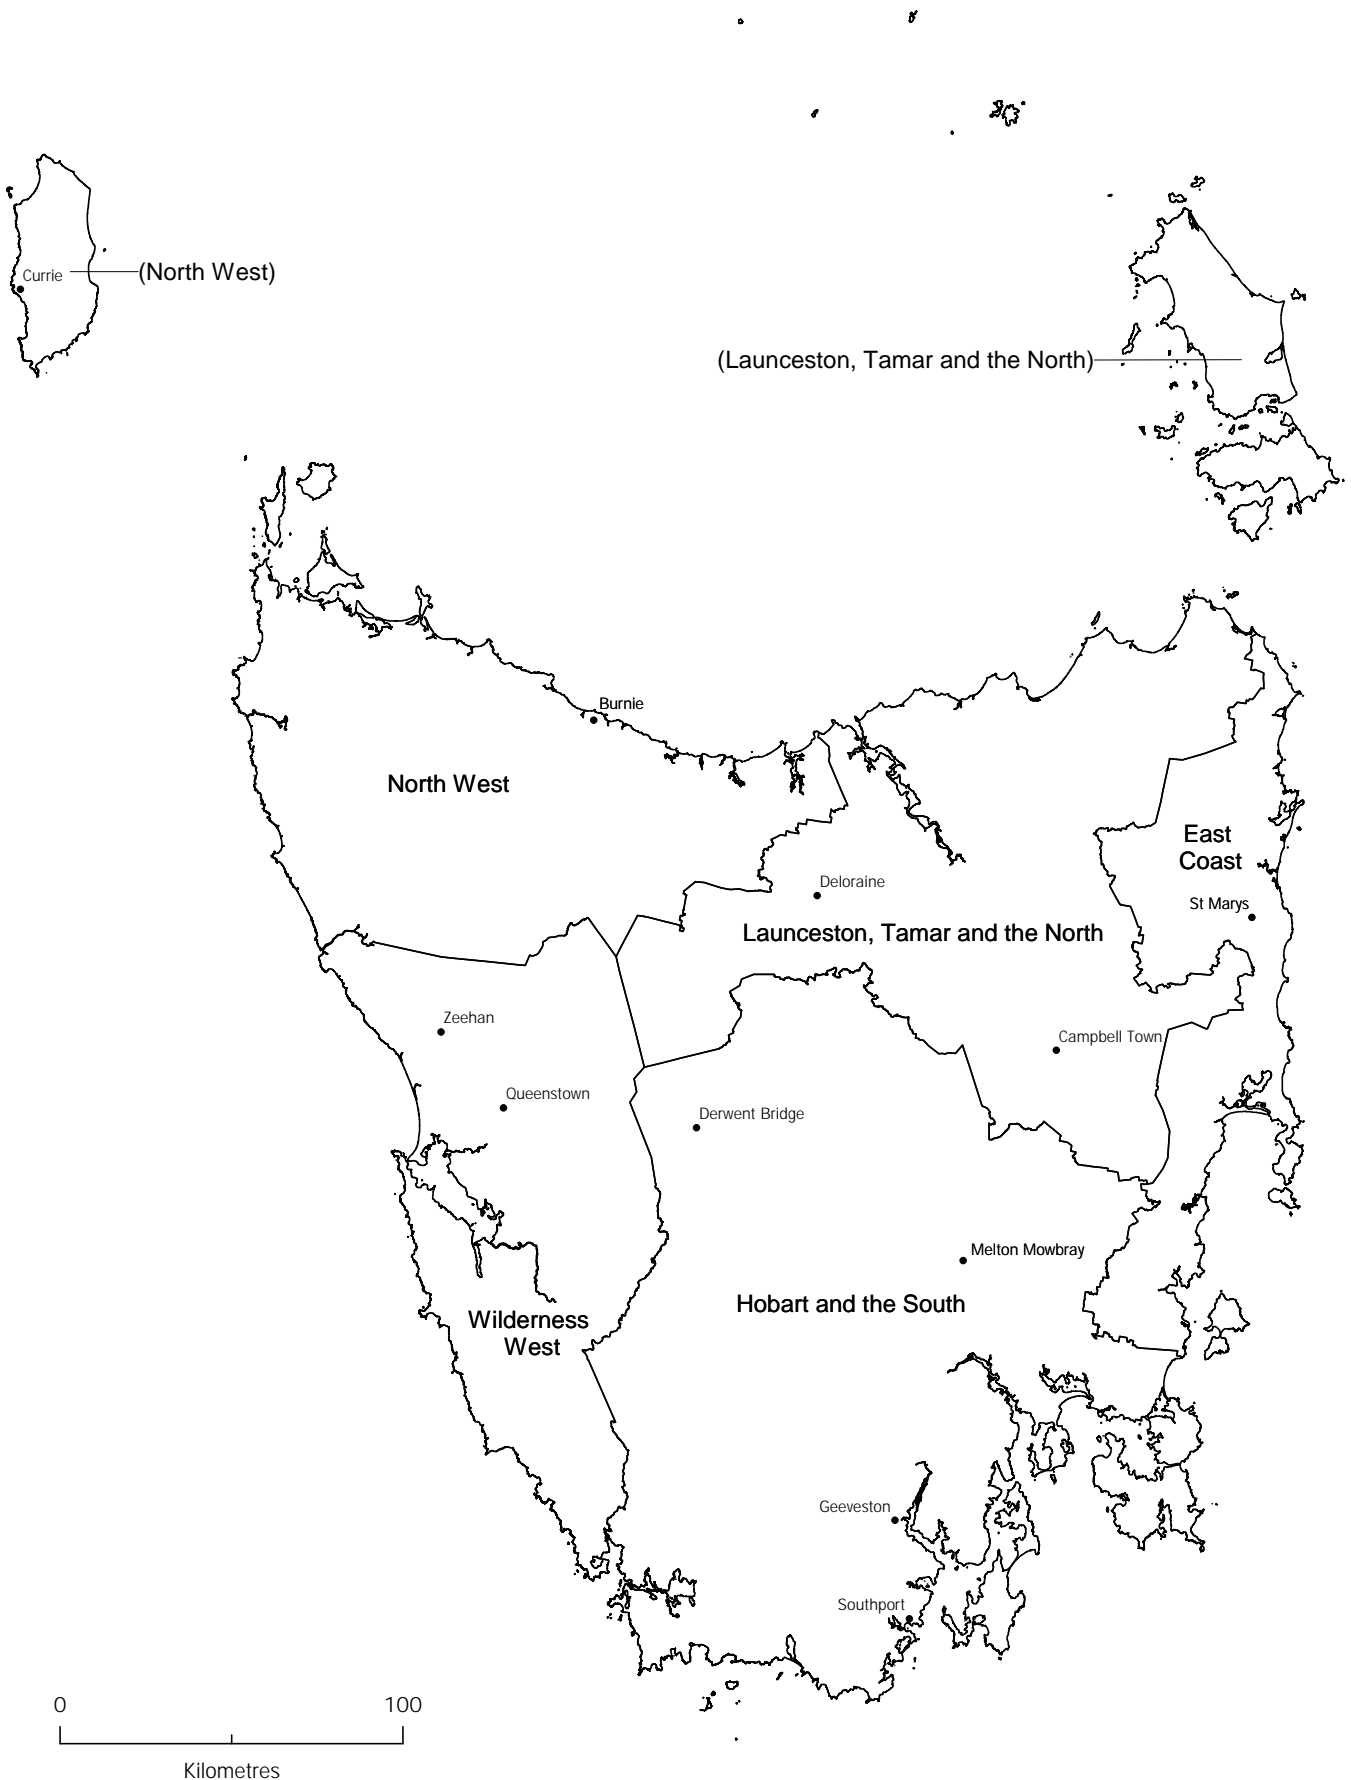 Currie
(North West)
(Launceston, Tamar and the North)
Burnie
North West
East
Coast
Deloraine
St Marys
Launceston, Tamar and the North
Zeehan
Campbell Town
Queenstown
Derwent Bridge
Melton Mowbray
Hobart and the South
Wilderness
West
Geeveston
Southport
0 100
Kilometres